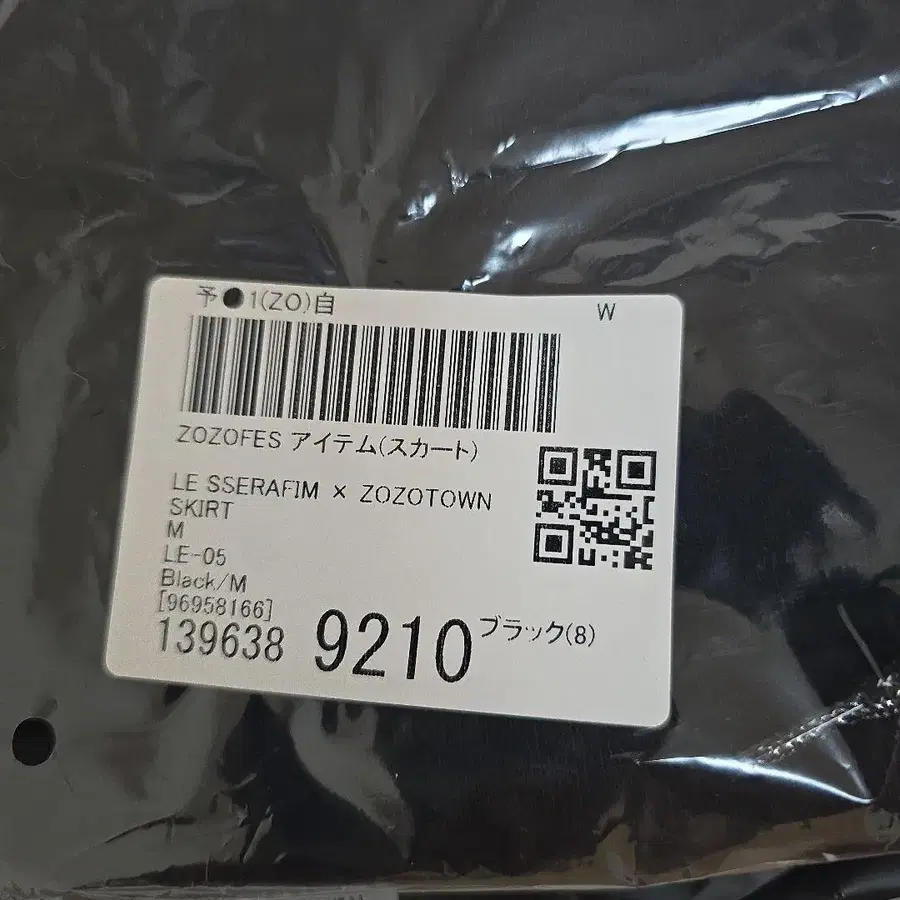 予●1(ZO)自 W
ZOZOFES アイテム(スカート)
LE SSERAFIM × ZOZOTOWN
SKIRT
M
LE-05
Black/M
[96958166]
139638 9210 ブラック(8)